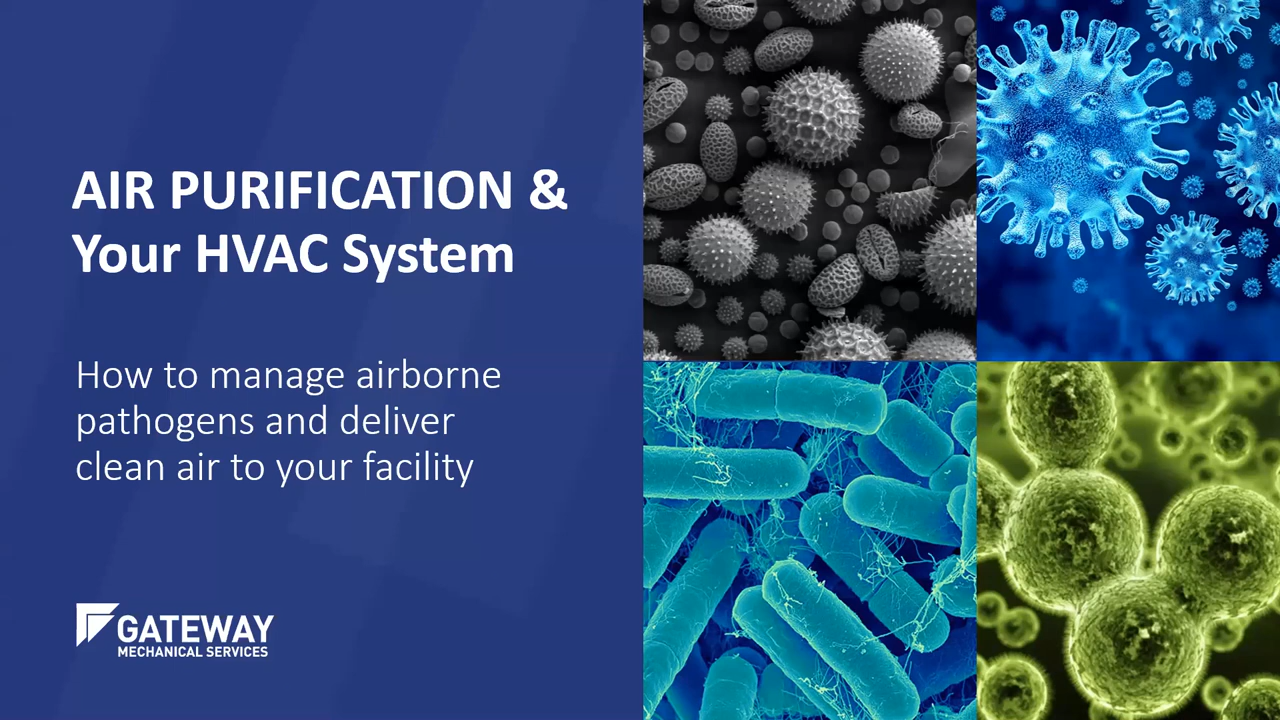 AIR PURIFICATION &
Your HVAC System
How to manage airborne
pathogens and deliver
clean air to your facility
GATEWAY
MECHANICAL SERVICES